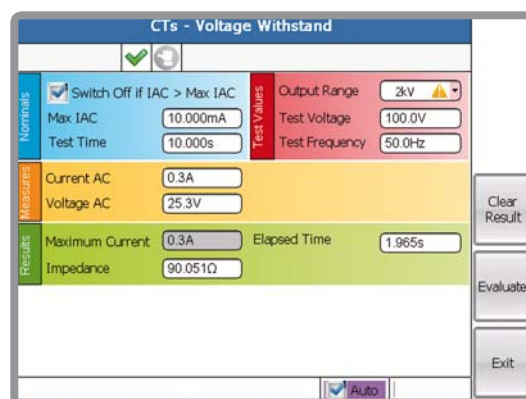 CTs - Voltage Withstand
Nominals
Switch Off if IAC > Max IAC
Max IAC 10.000mA
Test Time 10.000s
Test Values
Output Range 2kV
Test Voltage 100.0V
Test Frequency 50.0Hz
Measures
Current AC 0.3A
Voltage AC 25.3V
Results
Maximum Current 0.3A Elapsed Time 1.965s
Impedance 90.051Ω
Clear Result
Evaluate
Exit
Auto